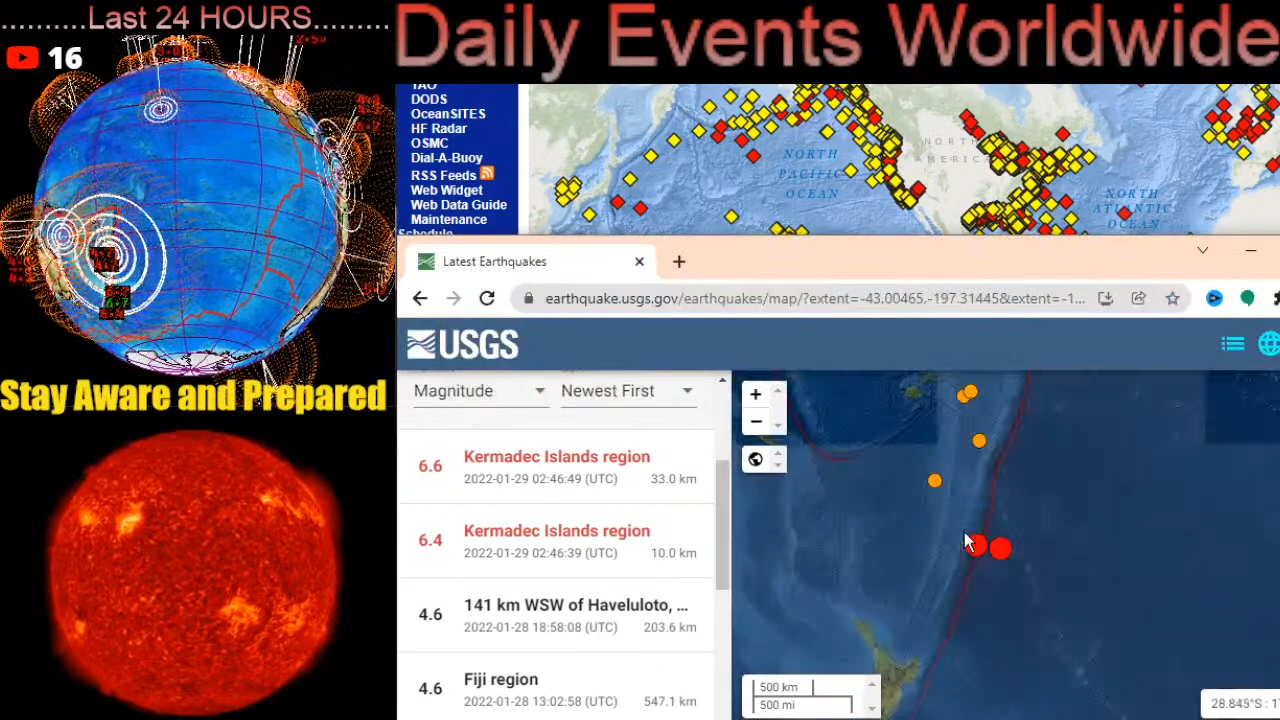 ..........Last 24 HOURS........
Daily Events Worldwide
16
TAO
DODS
OceanSITES
HF Radar
OSMC
Dial-A-Buoy
RSS Feeds
Web Widget
Web Data Guide
Maintenance
Schedule
NORTH
PACIFIC
OCEAN
NORTH
AMERICA
NORTH
ATLANTIC
OCEAN
Latest Earthquakes
earthquake.usgs.gov/earthquakes/map/?extent=-43.00465,-197.31445&extent=-1...
USGS
Magnitude
Newest First
6.6 Kermadec Islands region
2022-01-29 02:46:49 (UTC) 33.0 km
6.4 Kermadec Islands region
2022-01-29 02:46:39 (UTC) 10.0 km
4.6 141 km WSW of Haveluloto, ...
2022-01-28 18:58:08 (UTC) 203.6 km
4.6 Fiji region
2022-01-28 13:02:58 (UTC) 547.1 km
+
−
500 km
500 mi
Stay Aware and Prepared